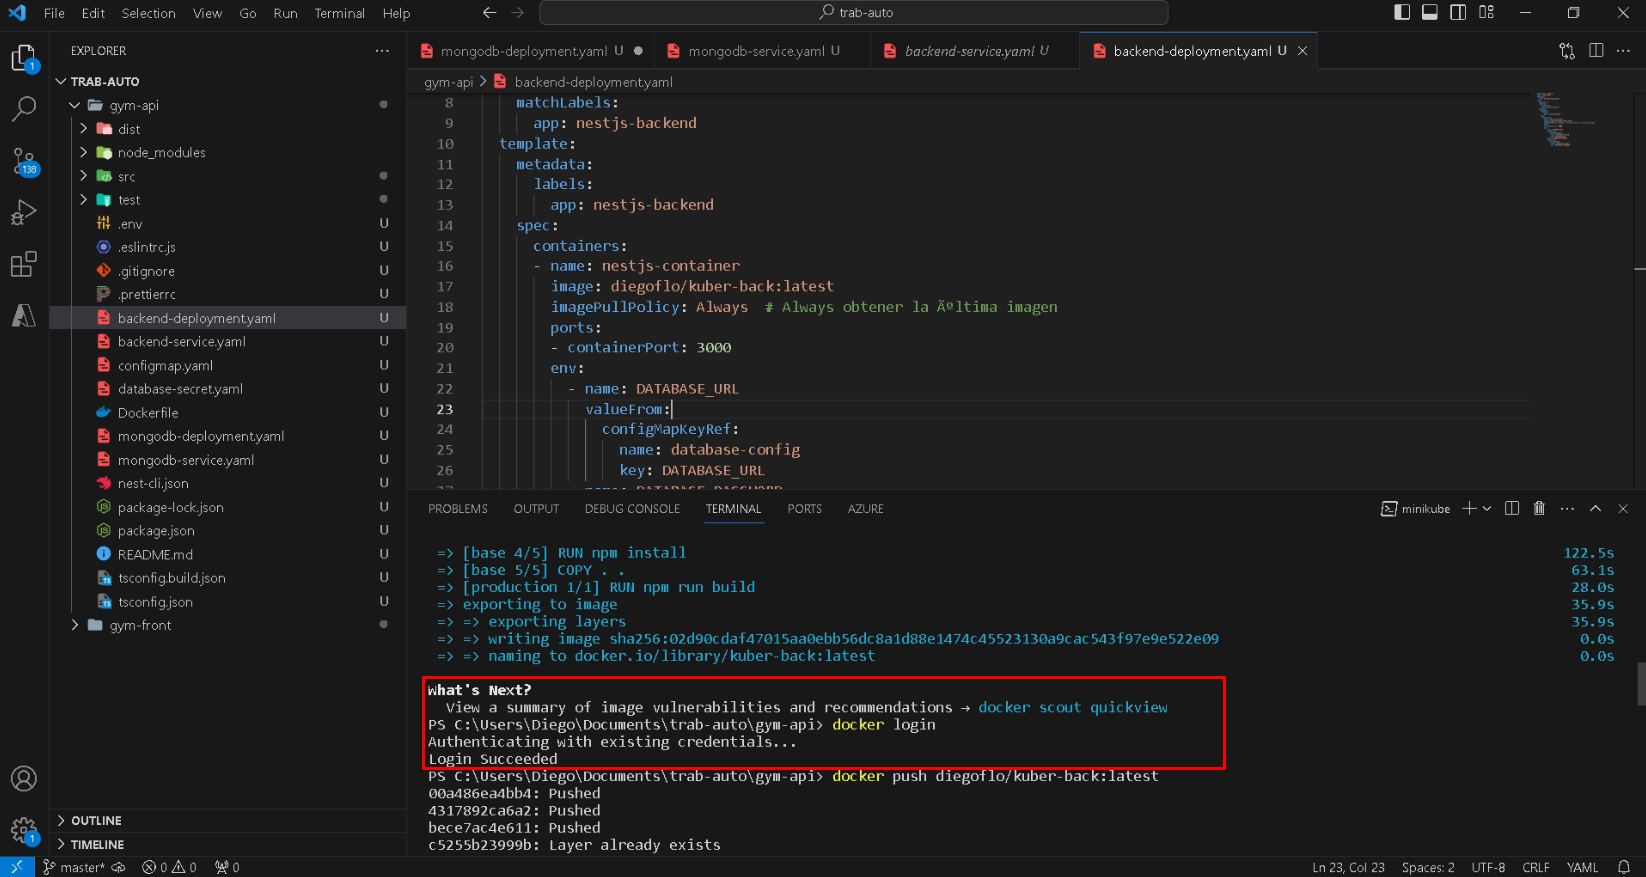 File Edit Selection View Go Run Terminal Help
trab-auto
EXPLORER
mongodb-deployment.yaml U
mongodb-service.yaml U
backend-service.yaml U
backend-deployment.yaml U
TRAB-AUTO
gym-api > backend-deployment.yaml
gym-api
dist
node_modules
src
test
.env U
.eslintrc.js U
.gitignore U
.prettierrc U
backend-deployment.yaml U
backend-service.yaml U
configmap.yaml U
database-secret.yaml U
Dockerfile U
mongodb-deployment.yaml U
mongodb-service.yaml U
nest-cli.json U
package-lock.json U
package.json U
README.md U
tsconfig.build.json U
tsconfig.json U
gym-front
OUTLINE
TIMELINE
1
138
1
8 matchLabels:
9 app: nestjs-backend
10 template:
11 metadata:
12 labels:
13 app: nestjs-backend
14 spec:
15 containers:
16 - name: nestjs-container
17 image: diegoflo/kuber-back:latest
18 imagePullPolicy: Always # Always obtener la Ãºltima imagen
19 ports:
20 - containerPort: 3000
21 env:
22 - name: DATABASE_URL
23 valueFrom:
24 configMapKeyRef:
25 name: database-config
26 key: DATABASE_URL
27 - name: DATABASE_PASSWORD
PROBLEMS OUTPUT DEBUG CONSOLE TERMINAL PORTS AZURE
minikube
=> [base 4/5] RUN npm install 122.5s
=> [base 5/5] COPY . . 63.1s
=> [production 1/1] RUN npm run build 28.0s
=> exporting to image 35.9s
=> => exporting layers 35.9s
=> => writing image sha256:02d90cdaf47015aa0ebb56dc8a1d88e1474c45523130a9cac543f97e9e522e09 0.0s
=> => naming to docker.io/library/kuber-back:latest 0.0s
What's Next?
View a summary of image vulnerabilities and recommendations → docker scout quickview
PS C:\Users\Diego\Documents\trab-auto\gym-api> docker login
Authenticating with existing credentials...
Login Succeeded
PS C:\Users\Diego\Documents\trab-auto\gym-api> docker push diegoflo/kuber-back:latest
00a486ea4bb4: Pushed
4317892ca6a2: Pushed
bece7ac4e611: Pushed
c5255b23999b: Layer already exists
master* 0 0 0
Ln 23, Col 23 Spaces: 2 UTF-8 CRLF YAML